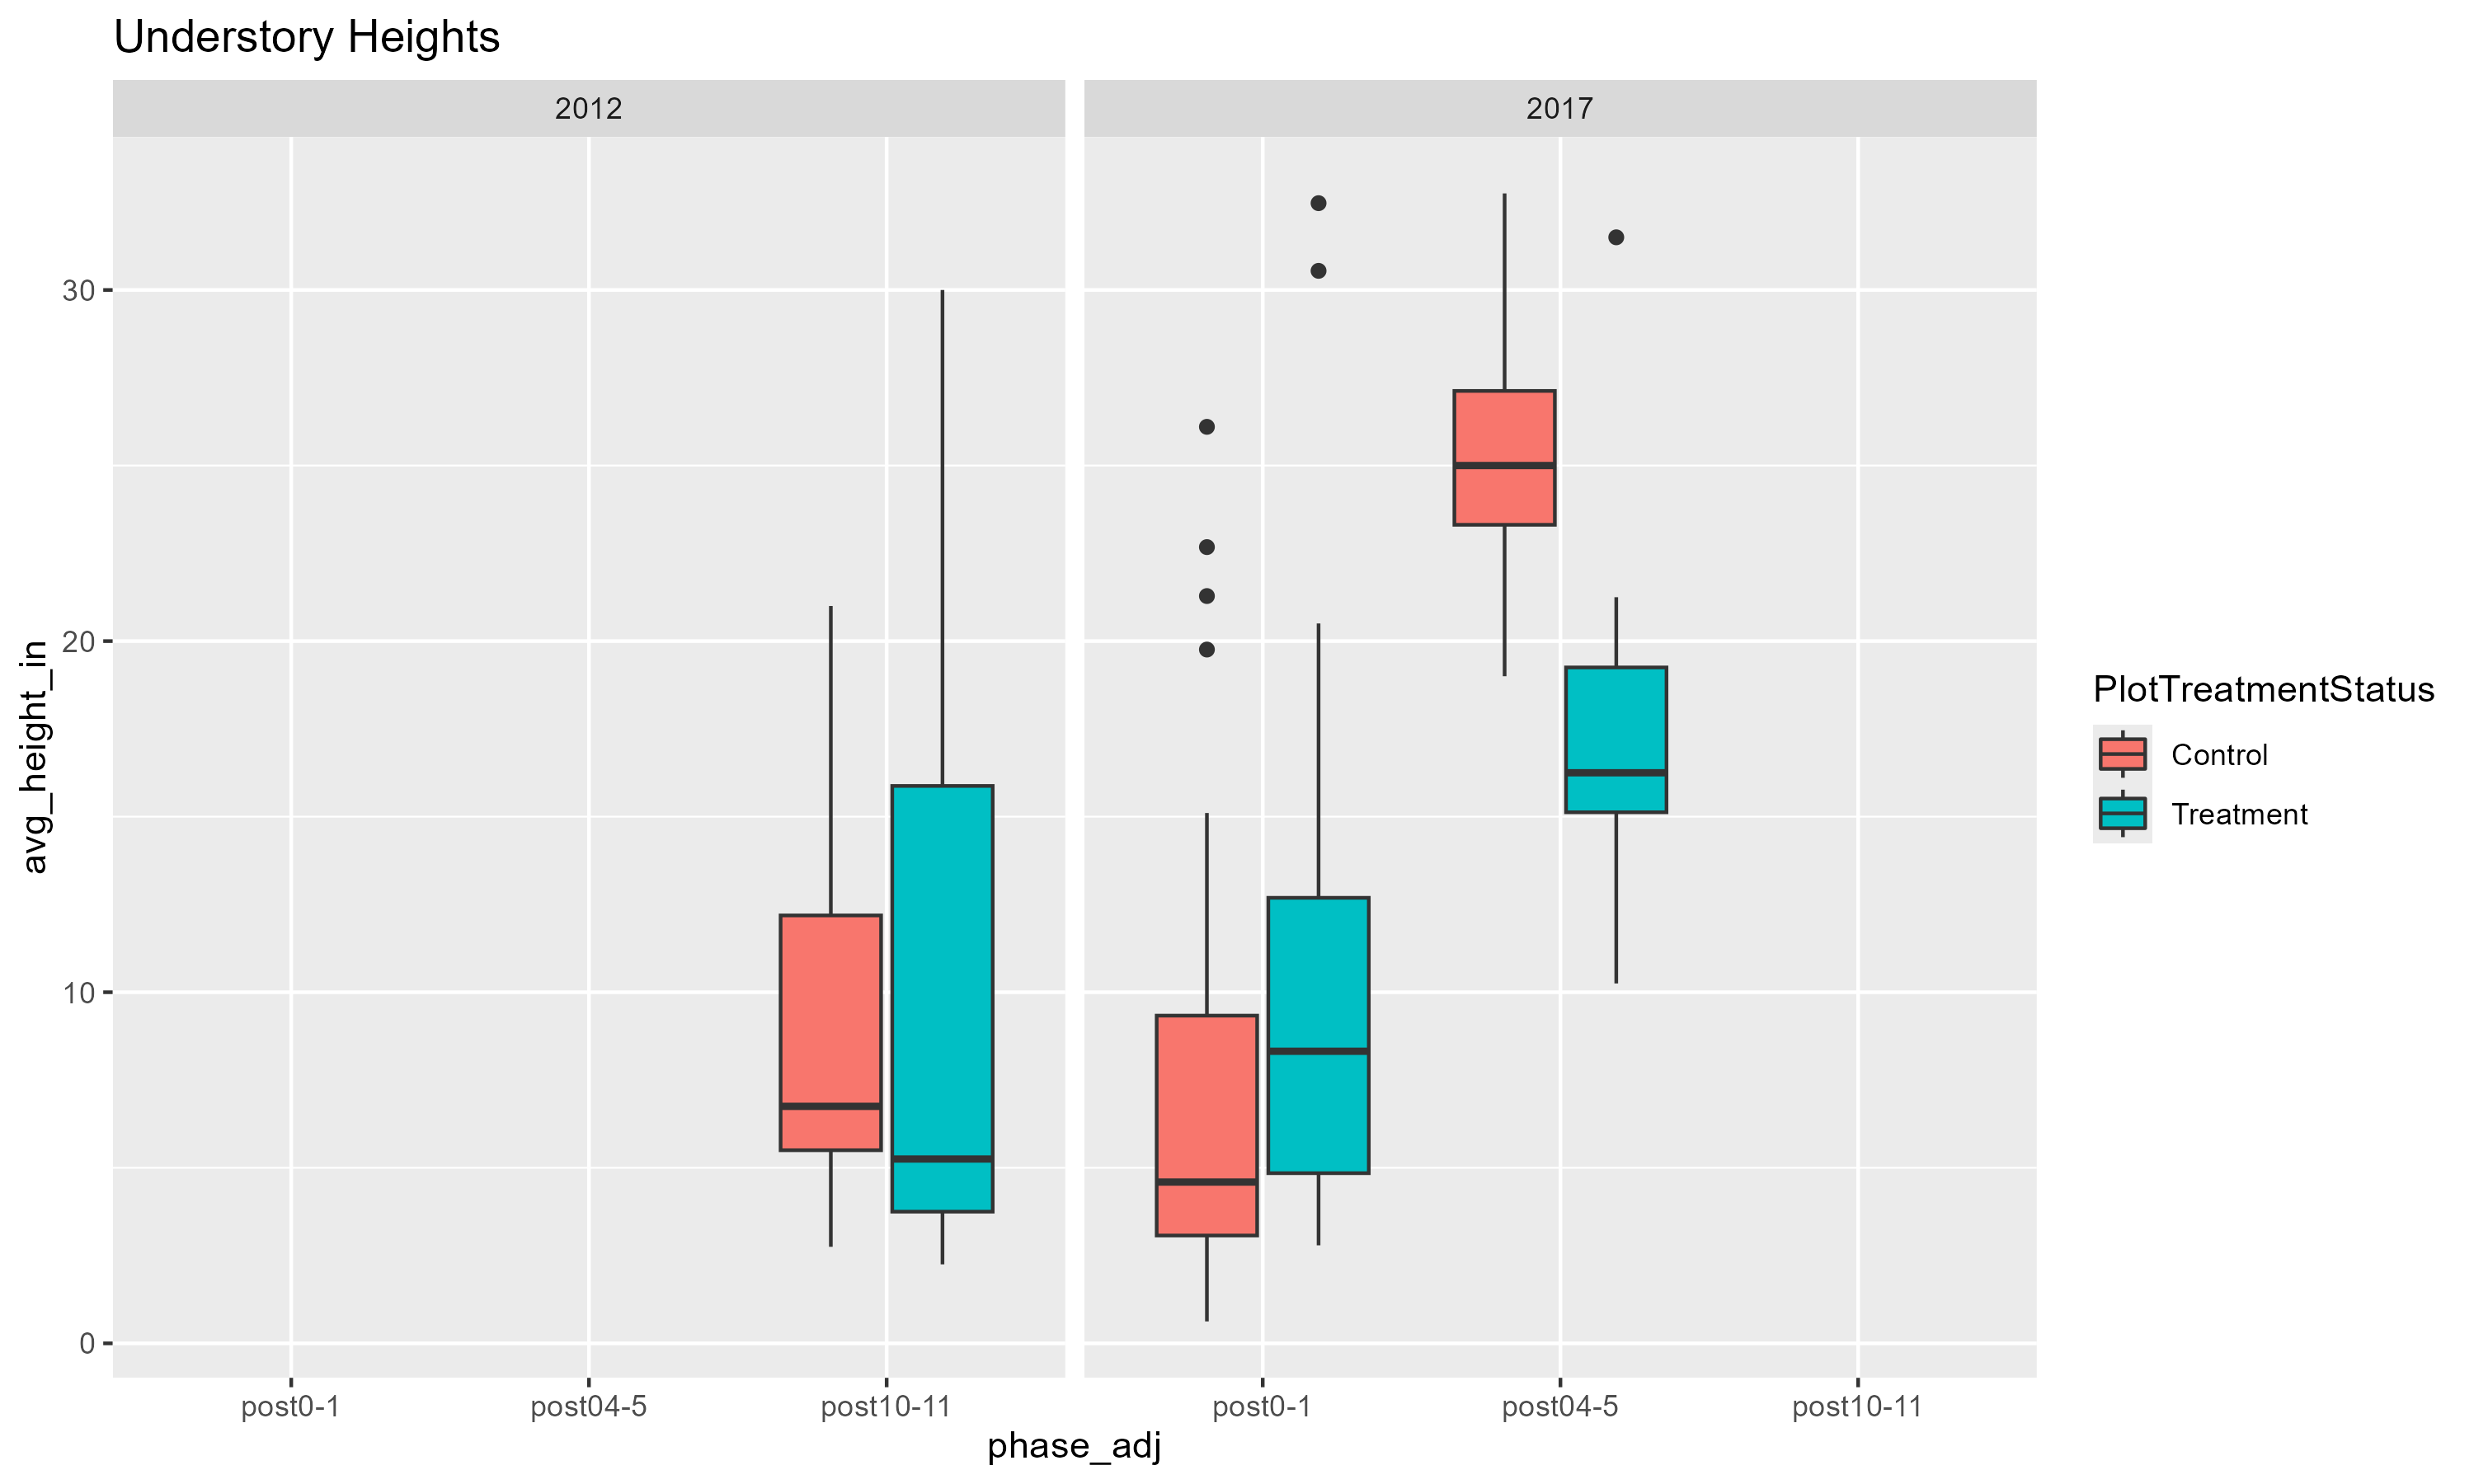 Understory Heights
2012
2017
avg_height_in
30
20
10
0
post0-1
post04-5
post10-11
post0-1
post04-5
post10-11
phase_adj
PlotTreatmentStatus
Control
Treatment